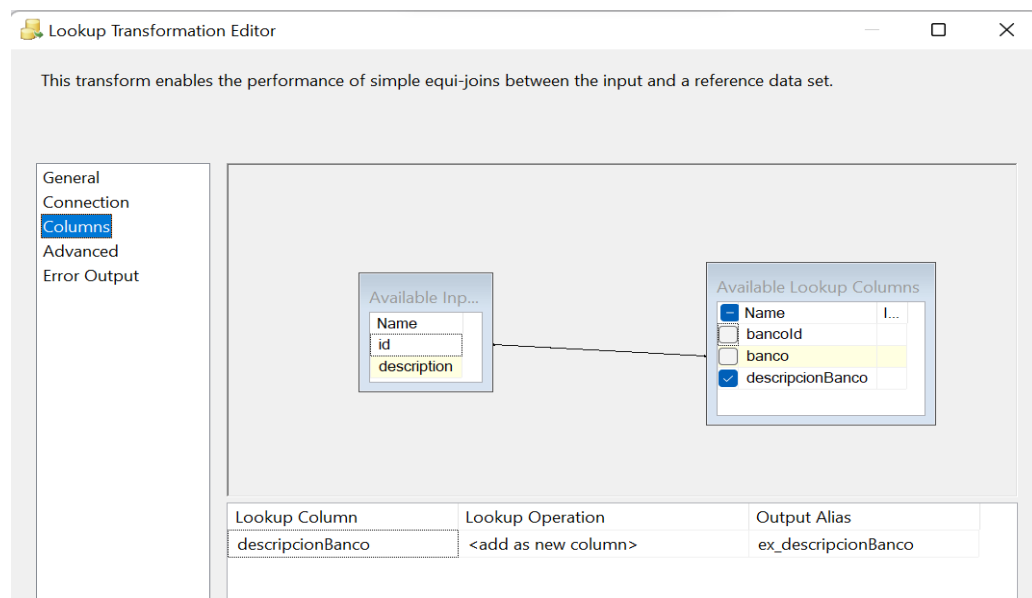 Lookup Transformation Editor
This transform enables the performance of simple equi-joins between the input and a reference data set.
General
Connection
Columns
Advanced
Error Output
Available Inp...
Name
id
description
Available Lookup Columns
Name I...
bancoId
banco
descripcionBanco
Lookup Column Lookup Operation Output Alias
descripcionBanco <add as new column> ex_descripcionBanco